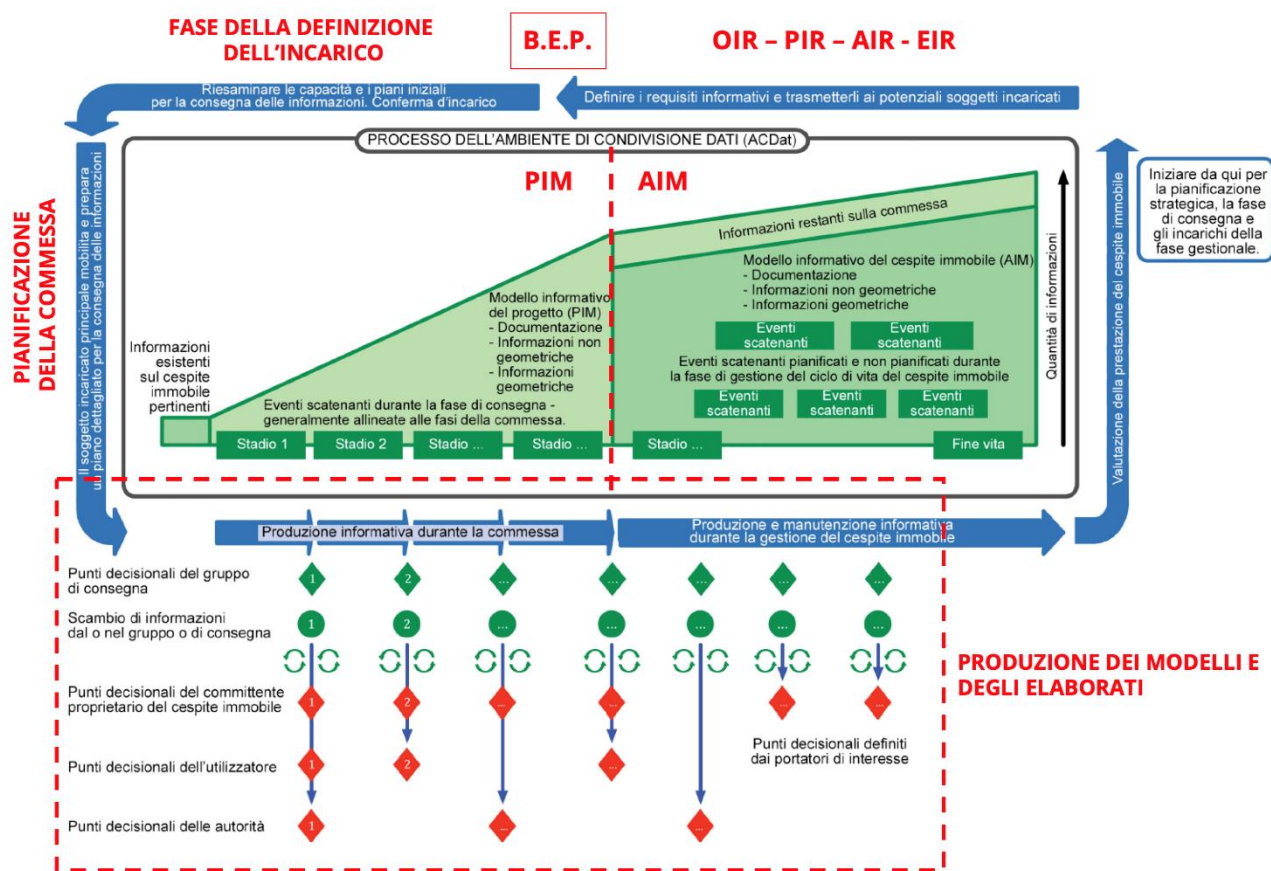 FASE DELLA DEFINIZIONE
DELL'INCARICO
B.E.P.
OIR – PIR – AIR - EIR
Riesaminare le capacità e i piani iniziali
per la consegna delle informazioni. Conferma d'incarico
Definire i requisiti informativi e trasmetterli ai potenziali soggetti incaricati
PIANIFICAZIONE
DELLA COMMESSA
Il soggetto incaricato principale mobilita e prepara
un piano dettagliato per la consegna delle informazioni
PROCESSO DELL'AMBIENTE DI CONDIVISIONE DATI (ACDat)
PIM
AIM
Informazioni restanti sulla commessa
Modello informativo
del progetto (PIM)
- Documentazione
- Informazioni non
geometriche
- Informazioni
geometriche
Modello informativo del cespite immobile (AIM)
- Documentazione
- Informazioni non geometriche
- Informazioni geometriche
Informazioni
esistenti
sul cespite
immobile
pertinenti
Eventi scatenanti durante la fase di consegna -
generalmente allineate alle fasi della commessa.
Eventi
scatenanti
Eventi
scatenanti
Eventi scatenanti pianificati e non pianificati durante
la fase di gestione del ciclo di vita del cespite immobile
Eventi
scatenanti
Eventi
scatenanti
Eventi
scatenanti
Stadio 1
Stadio 2
Stadio ...
Stadio ...
Stadio ...
Fine vita
Quantità di informazioni
Valutazione della prestazione del cespite immobile
Iniziare da qui per
la pianificazione
strategica, la fase
di consegna e
gli incarichi della
fase gestionale.
Produzione informativa durante la commessa
Produzione e manutenzione informativa
durante la gestione del cespite immobile
Punti decisionali del gruppo
di consegna
1
2
...
...
...
...
...
Scambio di informazioni
dal o nel gruppo o di consegna
1
2
...
...
...
...
...
Punti decisionali del committente
proprietario del cespite immobile
1
2
...
...
...
...
PRODUZIONE DEI MODELLI E
DEGLI ELABORATI
Punti decisionali definiti
dai portatori di interesse
Punti decisionali dell'utilizzatore
1
2
...
Punti decisionali delle autorità
1
...
...